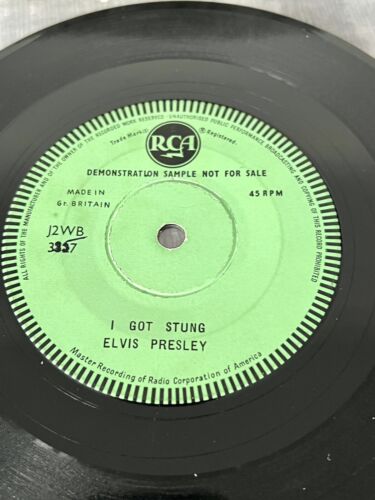 ALL RIGHTS OF THE MANUFACTURER AND OF THE OWNER OF THE RECORDED WORK RESERVED · UNAUTHORISED PUBLIC PERFORMANCE, BROADCASTING AND COPYING OF THIS RECORD PROHIBITED
Trade Mark
RCA
® Registered.
DEMONSTRATION SAMPLE NOT FOR SALE
MADE IN
Gt. BRITAIN
45 RPM
J2WB
I GOT STUNG
ELVIS PRESLEY
Master Recording of Radio Corporation of America